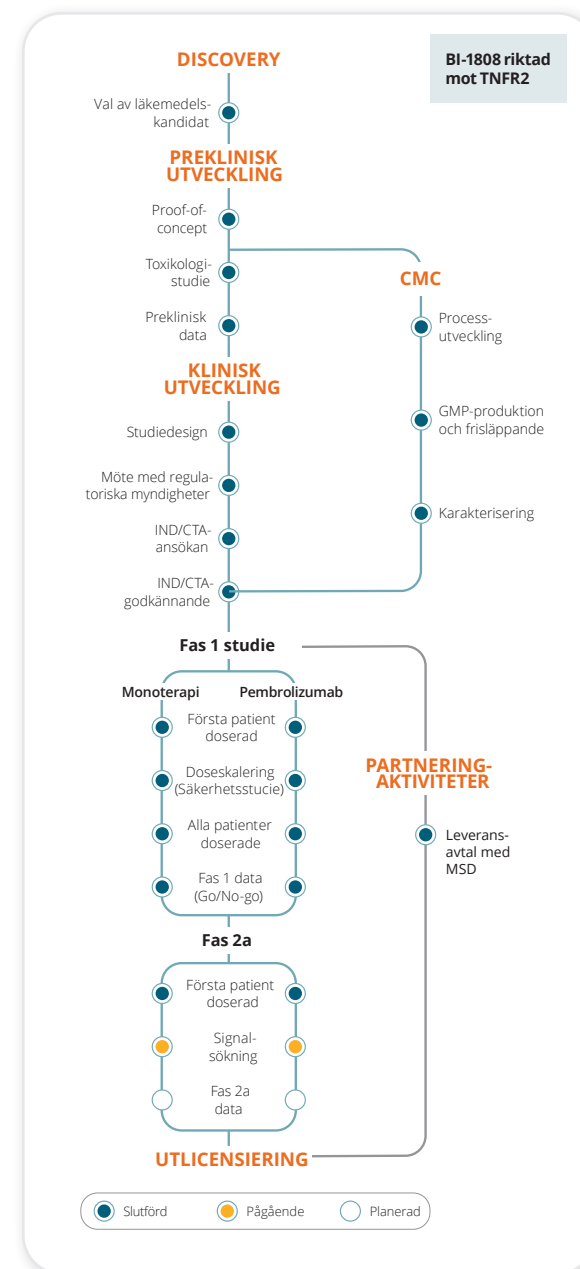 BI-1808 riktad
mot TNFR2
DISCOVERY
Val av läkemedels-
kandidat
PREKLINISK
UTVECKLING
Proof-of-
concept
Toxikologi-
studie
Preklinisk
data
CMC
Process-
utveckling
GMP-produktion
och frisläppande
Karakterisering
KLINISK
UTVECKLING
Studiedesign
Möte med regula-
toriska myndigheter
IND/CTA-
ansökan
IND/CTA-
godkännande
Fas 1 studie
Monoterapi Pembrolizumab
Första patient
doserad
Doseskalering
(Säkerhetsstucie)
Alla patienter
doserade
Fas 1 data
(Go/No-go)
PARTNERING-
AKTIVITETER
Leverans-
avtal med
MSD
Fas 2a
Första patient
doserad
Signal-
sökning
Fas 2a
data
UTLICENSIERING
Slutförd Pågående Planerad